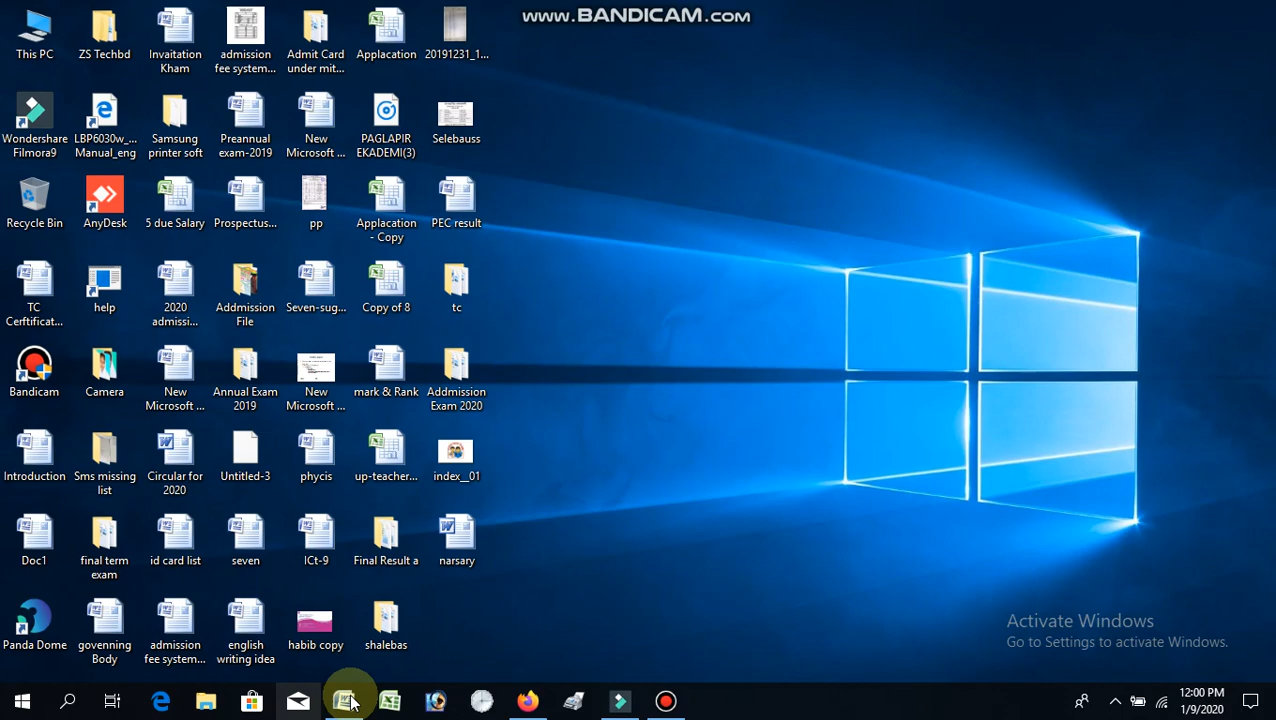 www.BANDICAM.com
This PC
ZS Techbd
Invaitation
Kham
admission
fee system...
Admit Card
under mit...
Applacation
20191231_1...
Wondershare
Filmora9
LBP6030w_...
Manual_eng
Samsung
printer soft
Preannual
exam-2019
New
Microsoft ...
PAGLAPIR
EKADEMI(3)
Selebauss
Recycle Bin
AnyDesk
5 due Salary
Prospectus...
pp
Applacation
- Copy
PEC result
TC
Cerftificat...
help
2020
admissi...
Addmission
File
Seven-sug...
Copy of 8
tc
Bandicam
Camera
New
Microsoft ...
Annual Exam
2019
New
Microsoft ...
mark & Rank
Addmission
Exam 2020
Introduction
Sms missing
list
Circular for
2020
Untitled-3
phycis
up-teacher...
index__01
Doc1
final term
exam
id card list
seven
ICt-9
Final Result a
narsary
Panda Dome
govenning
Body
admission
fee system...
english
writing idea
habib copy
shalebas
Activate Windows
Go to Settings to activate Windows.
12:00 PM
1/9/2020